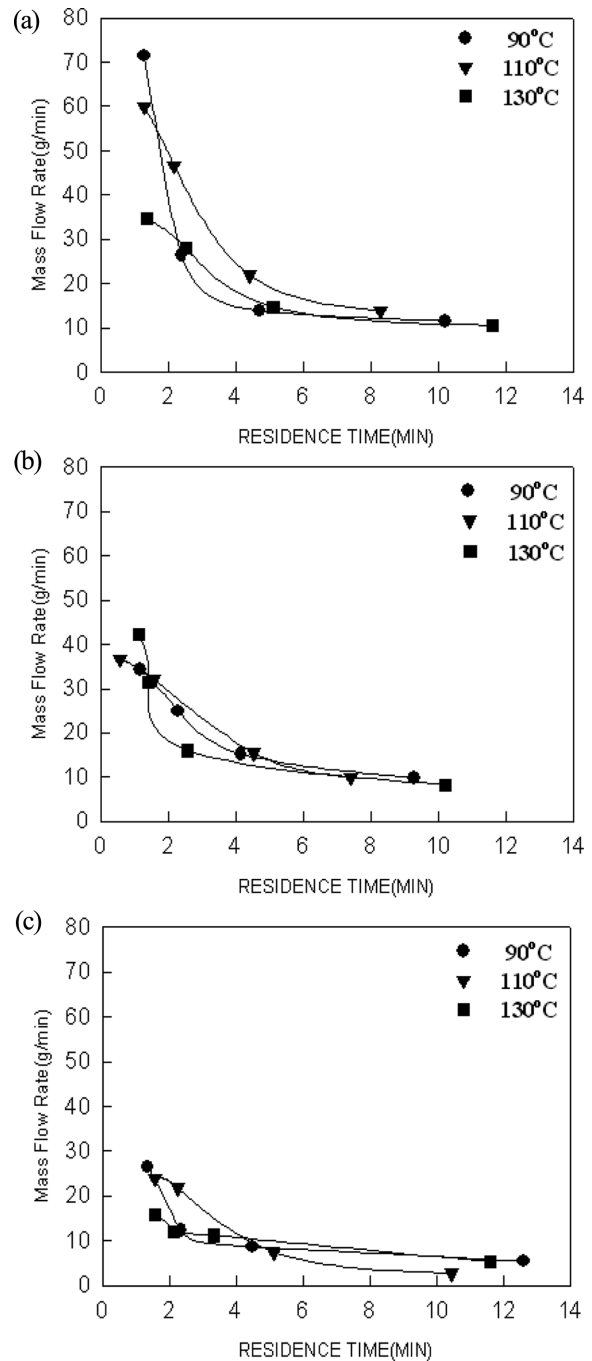 (a)
80
70
60
50
40
30
20
10
0
Mass Flow Rate(g/min)
90°C
110°C
130°C
0 2 4 6 8 10 12 14
RESIDENCE TIME(MIN)
(b)
80
70
60
50
40
30
20
10
0
Mass Flow Rate(g/min)
90°C
110°C
130°C
0 2 4 6 8 10 12 14
RESIDENCE TIME(MIN)
(c)
80
70
60
50
40
30
20
10
0
Mass Flow Rate(g/min)
90°C
110°C
130°C
0 2 4 6 8 10 12 14
RESIDENCE TIME(MIN)